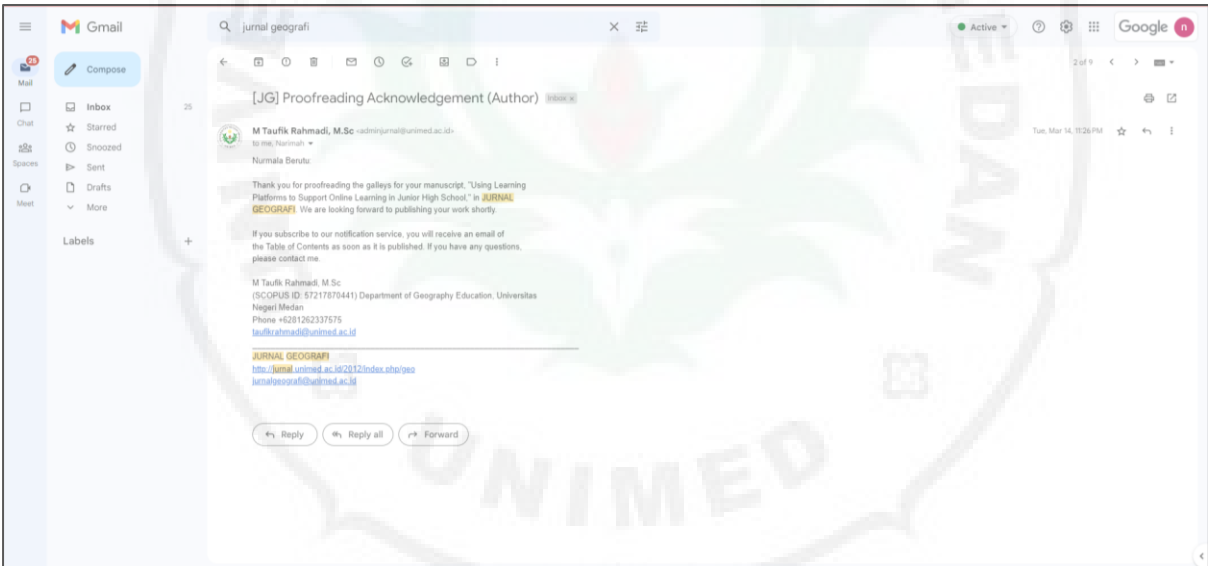 Gmail
jurnal geografi
Active
Google
n
25
Mail
Compose
2 of 9
Inbox 25
[JG] Proofreading Acknowledgement (Author) Inbox x
Chat
Starred
M Taufik Rahmadi, M.Sc <adminjurnal@unimed.ac.id>
Tue, Mar 14, 11:26 PM
to me, Narimah
Snoozed
Spaces
Sent
Nurmala Berutu:
Meet
Drafts
More
Thank you for proofreading the galleys for your manuscript, "Using Learning
Platforms to Support Online Learning in Junior High School," in JURNAL
GEOGRAFI. We are looking forward to publishing your work shortly.
Labels +
If you subscribe to our notification service, you will receive an email of
the Table of Contents as soon as it is published. If you have any questions,
please contact me.
M Taufik Rahmadi, M.Sc
(SCOPUS ID: 57217870441) Department of Geography Education, Universitas
Negeri Medan
Phone +6281262337575
taufikrahmadi@unimed.ac.id
JURNAL GEOGRAFI
http://jurnal.unimed.ac.id/2012/index.php/geo
jurnalgeografi@unimed.ac.id
Reply
Reply all
Forward
UNIMED